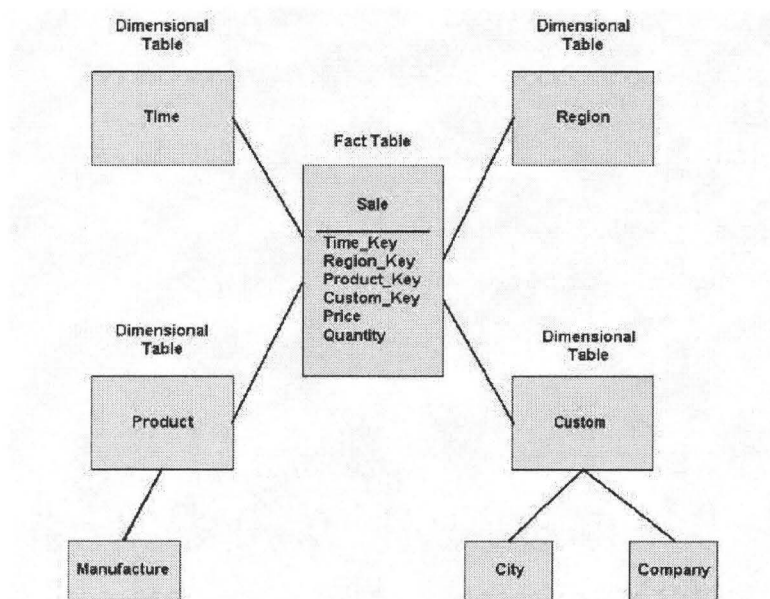 Dimensional
Table
Time
Dimensional
Table
Region
Fact Table
Sale
Time_Key
Region_Key
Product_Key
Custom_Key
Price
Quantity
Dimensional
Table
Product
Dimensional
Table
Custom
Manufacture
City
Company